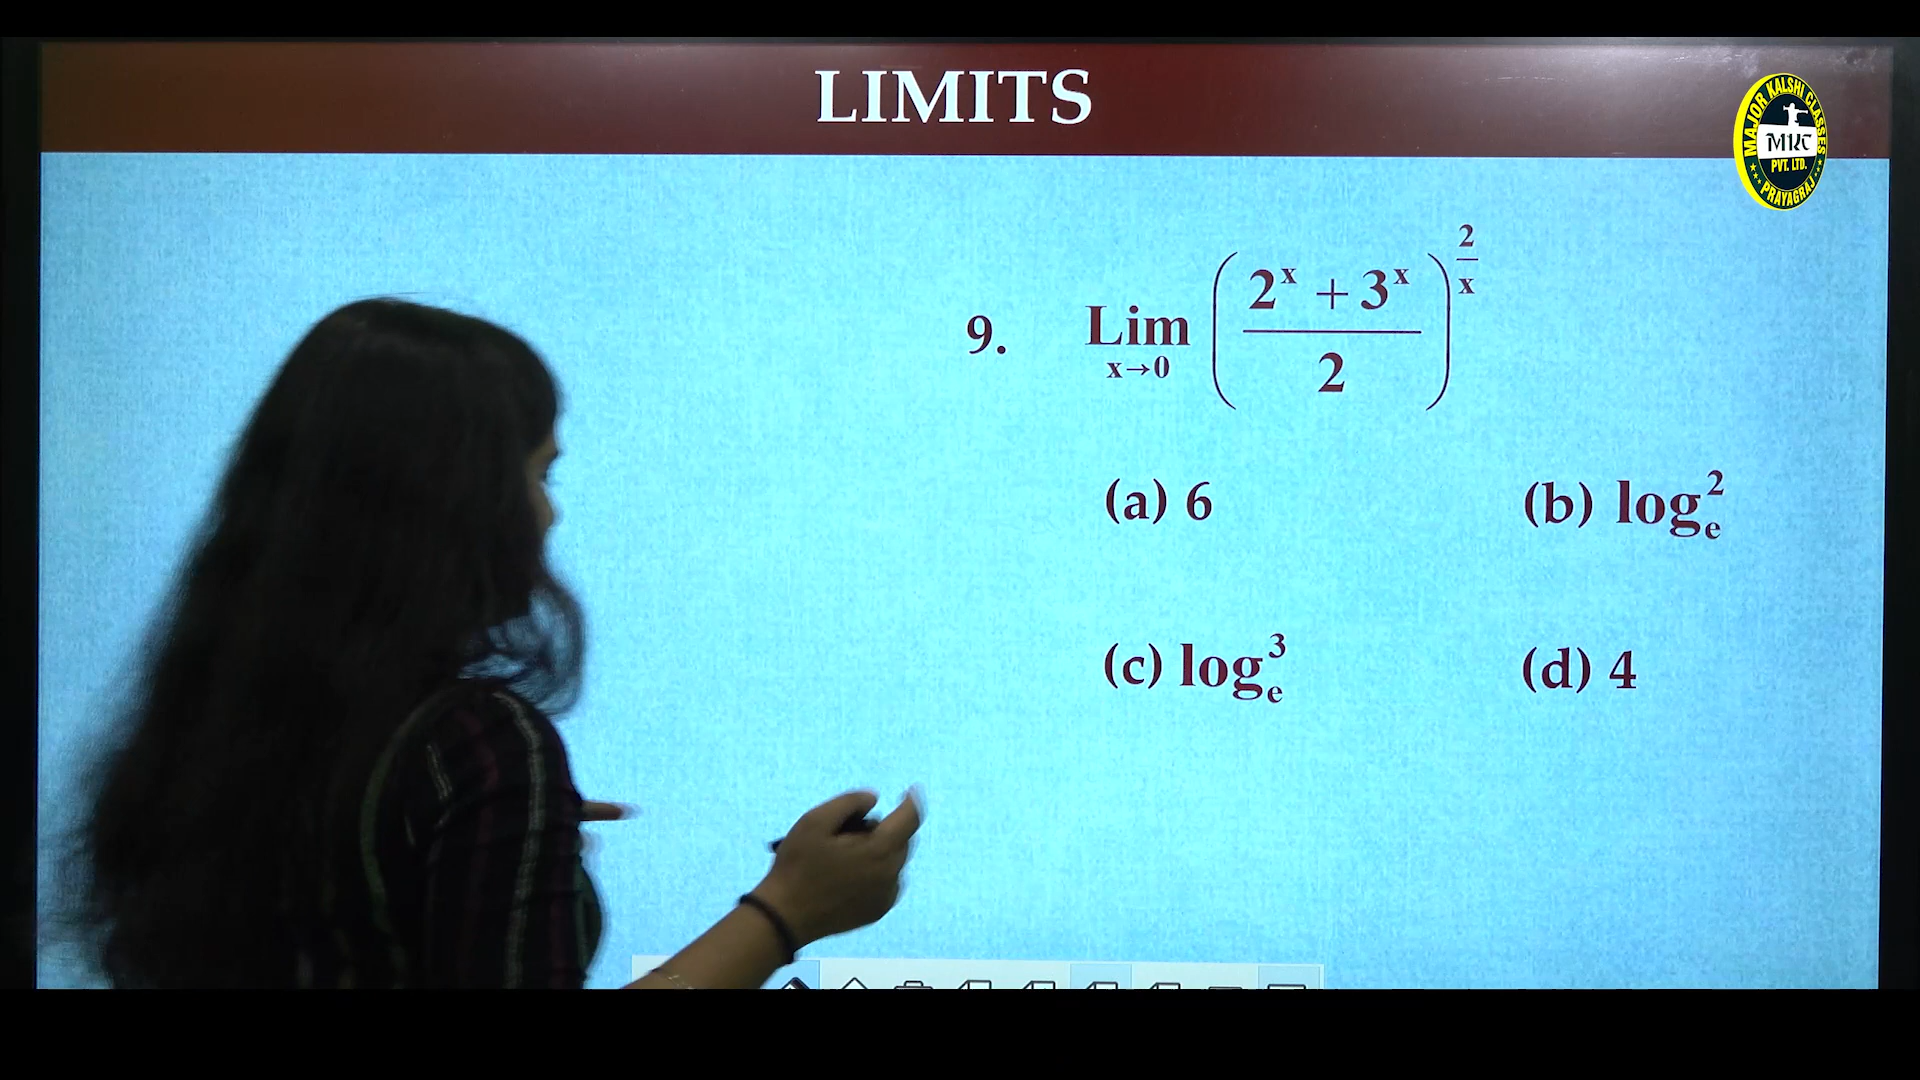 LIMITS
MAJOR KALSHI CLASSES
MKC
PVT. LTD.
PRAYAGRAJ
9. Lim x→0 ( (2^x + 3^x) / 2 )^(2/x)
(a) 6 (b) log_e^2
(c) log_e^3 (d) 4